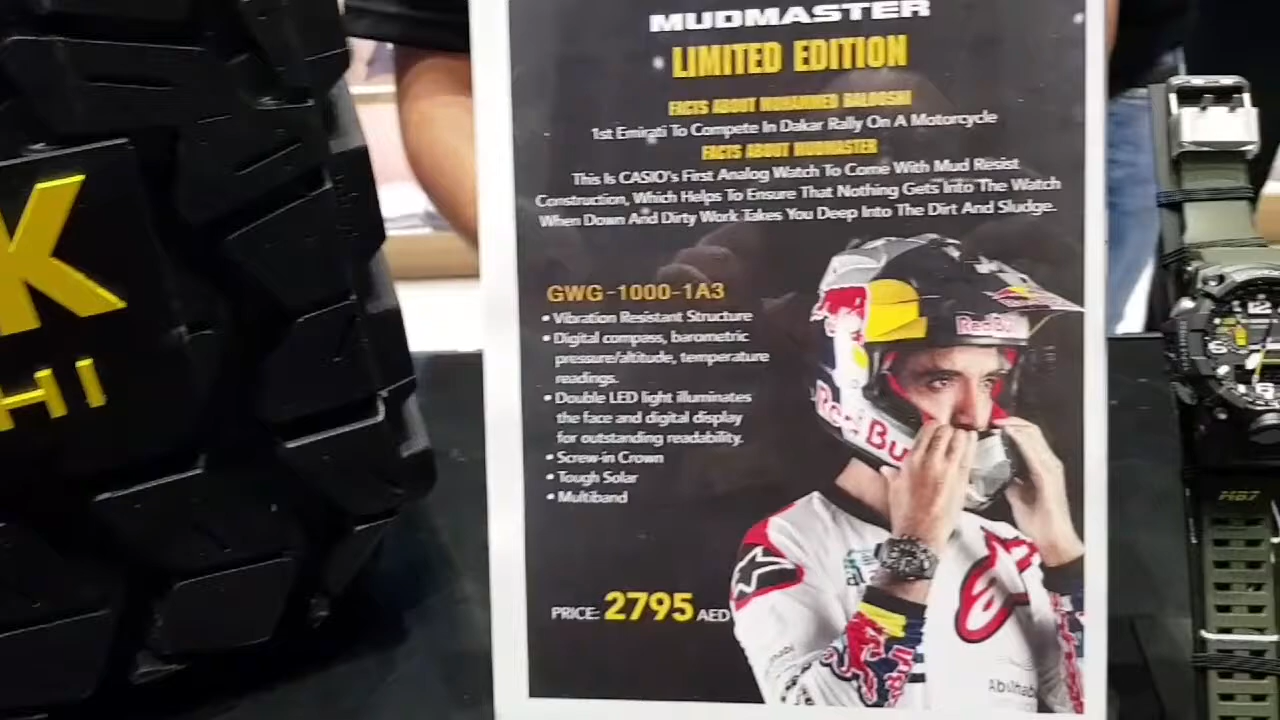 MUDMASTER
LIMITED EDITION
FACTS ABOUT MOHAMMED BALOOSHI
1st Emirati To Compete In Dakar Rally On A Motorcycle
FACTS ABOUT MUDMASTER
This Is CASIO's First Analog Watch To Come With Mud Resist
Construction, Which Helps To Ensure That Nothing Gets Into The Watch
When Down And Dirty Work Takes You Deep Into The Dirt And Sludge.
GWG-1000-1A3
• Vibration Resistant Structure
• Digital compass, barometric
pressure/altitude, temperature
readings.
• Double LED light illuminates
the face and digital display
for outstanding readability.
• Screw-in Crown
• Tough Solar
• Multiband
PRICE: 2795 AED
Red Bull
Red Bu
K
HI
MB7
12
6